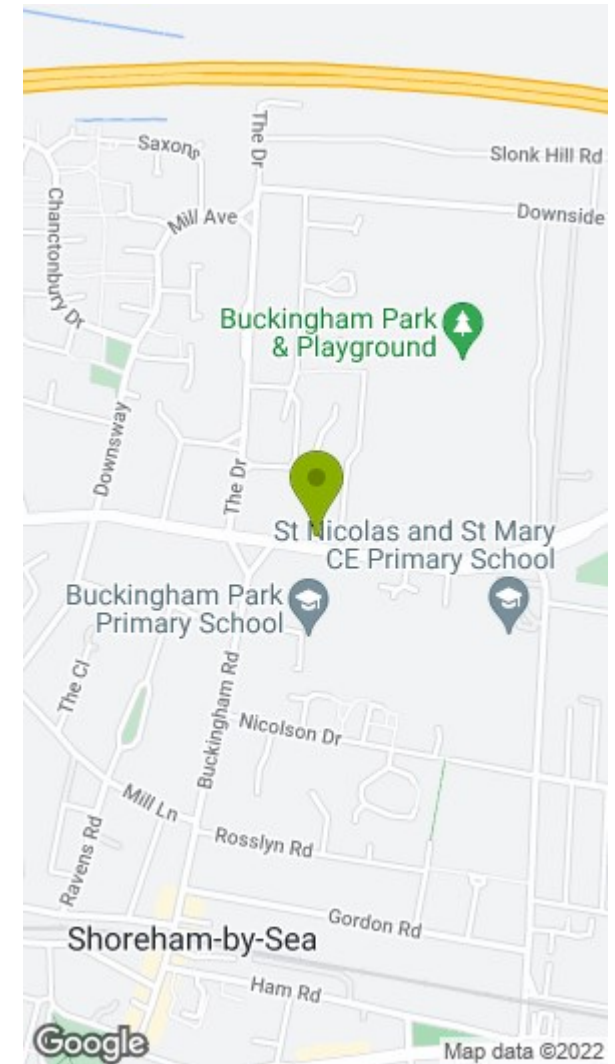 Saxons
The Dr
Slonk Hill Rd
Downside
Mill Ave
Chanctonbury Dr
Buckingham Park
& Playground
Downsway
The Dr
St Nicolas and St Mary
CE Primary School
Buckingham Park
Primary School
The Cl
Buckingham Rd
Nicolson Dr
Mill Ln
Ravens Rd
Rosslyn Rd
Gordon Rd
Shoreham-by-Sea
Ham Rd
Google
Map data ©2022